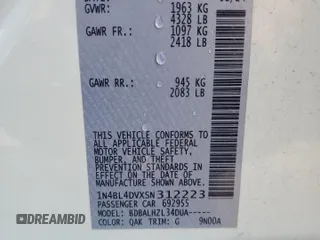 GVWR: 1963 KG
4328 LB
GAWR FR.: 1097 KG
2418 LB
GAWR RR.: 945 KG
2083 LB
THIS VEHICLE CONFORMS TO
ALL APPLICABLE FEDERAL
MOTOR VEHICLE SAFETY,
BUMPER, AND THEFT
PREVENTION STANDARDS IN
EFFECT ON THE DATE OF
MANUFACTURE SHOWN ABOVE.
1N4BL4DVXSN312223
PASSENGER CAR 692955
MODEL: BDBALHZL34DUA-----
COLOR: QAK TRIM: G 9N00A